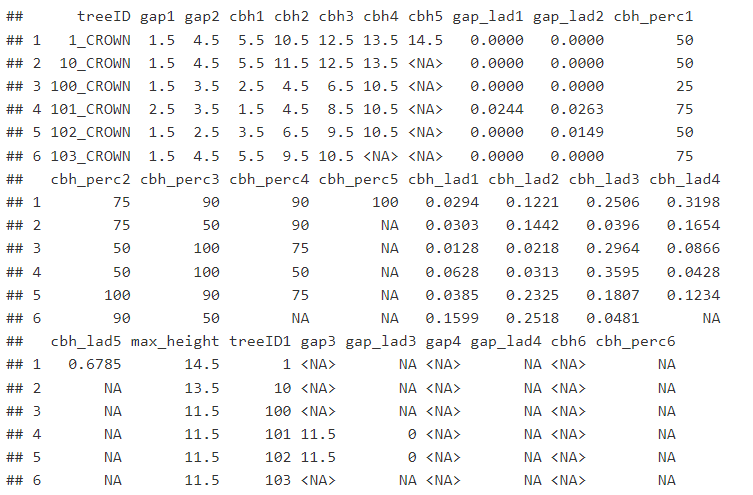 ##     treeID gap1 gap2 cbh1 cbh2 cbh3 cbh4 cbh5 gap_lad1 gap_lad2 cbh_perc1
## 1   1_CROWN  1.5  4.5  5.5 10.5 12.5 13.5 14.5   0.0000   0.0000        50
## 2  10_CROWN  1.5  4.5  5.5 11.5 12.5 13.5 <NA>   0.0000   0.0000        50
## 3 100_CROWN  1.5  3.5  2.5  4.5  6.5 10.5 <NA>   0.0000   0.0000        25
## 4 101_CROWN  2.5  3.5  1.5  4.5  8.5 10.5 <NA>   0.0244   0.0263        75
## 5 102_CROWN  1.5  2.5  3.5  6.5  9.5 10.5 <NA>   0.0000   0.0149        50
## 6 103_CROWN  1.5  4.5  5.5  9.5 10.5 <NA> <NA>   0.0000   0.0000        75
##   cbh_perc2 cbh_perc3 cbh_perc4 cbh_perc5 cbh_lad1 cbh_lad2 cbh_lad3 cbh_lad4
## 1        75        90        90       100   0.0294   0.1221   0.2506   0.3198
## 2        75        50        90        NA   0.0303   0.1442   0.0396   0.1654
## 3        50       100        75        NA   0.0128   0.0218   0.2964   0.0866
## 4        50       100        50        NA   0.0628   0.0313   0.3595   0.0428
## 5       100        90        75        NA   0.0385   0.2325   0.1807   0.1234
## 6        90        50        NA        NA   0.1599   0.2518   0.0481       NA
##   cbh_lad5 max_height treeID1 gap3 gap_lad3 gap4 gap_lad4 cbh6 cbh_perc6
## 1   0.6785       14.5       1 <NA>       NA <NA>       NA <NA>        NA
## 2       NA       13.5      10 <NA>       NA <NA>       NA <NA>        NA
## 3       NA       11.5     100 <NA>       NA <NA>       NA <NA>        NA
## 4       NA       11.5     101 11.5        0 <NA>       NA <NA>        NA
## 5       NA       11.5     102 11.5        0 <NA>       NA <NA>        NA
## 6       NA       11.5     103 <NA>       NA <NA>       NA <NA>        NA